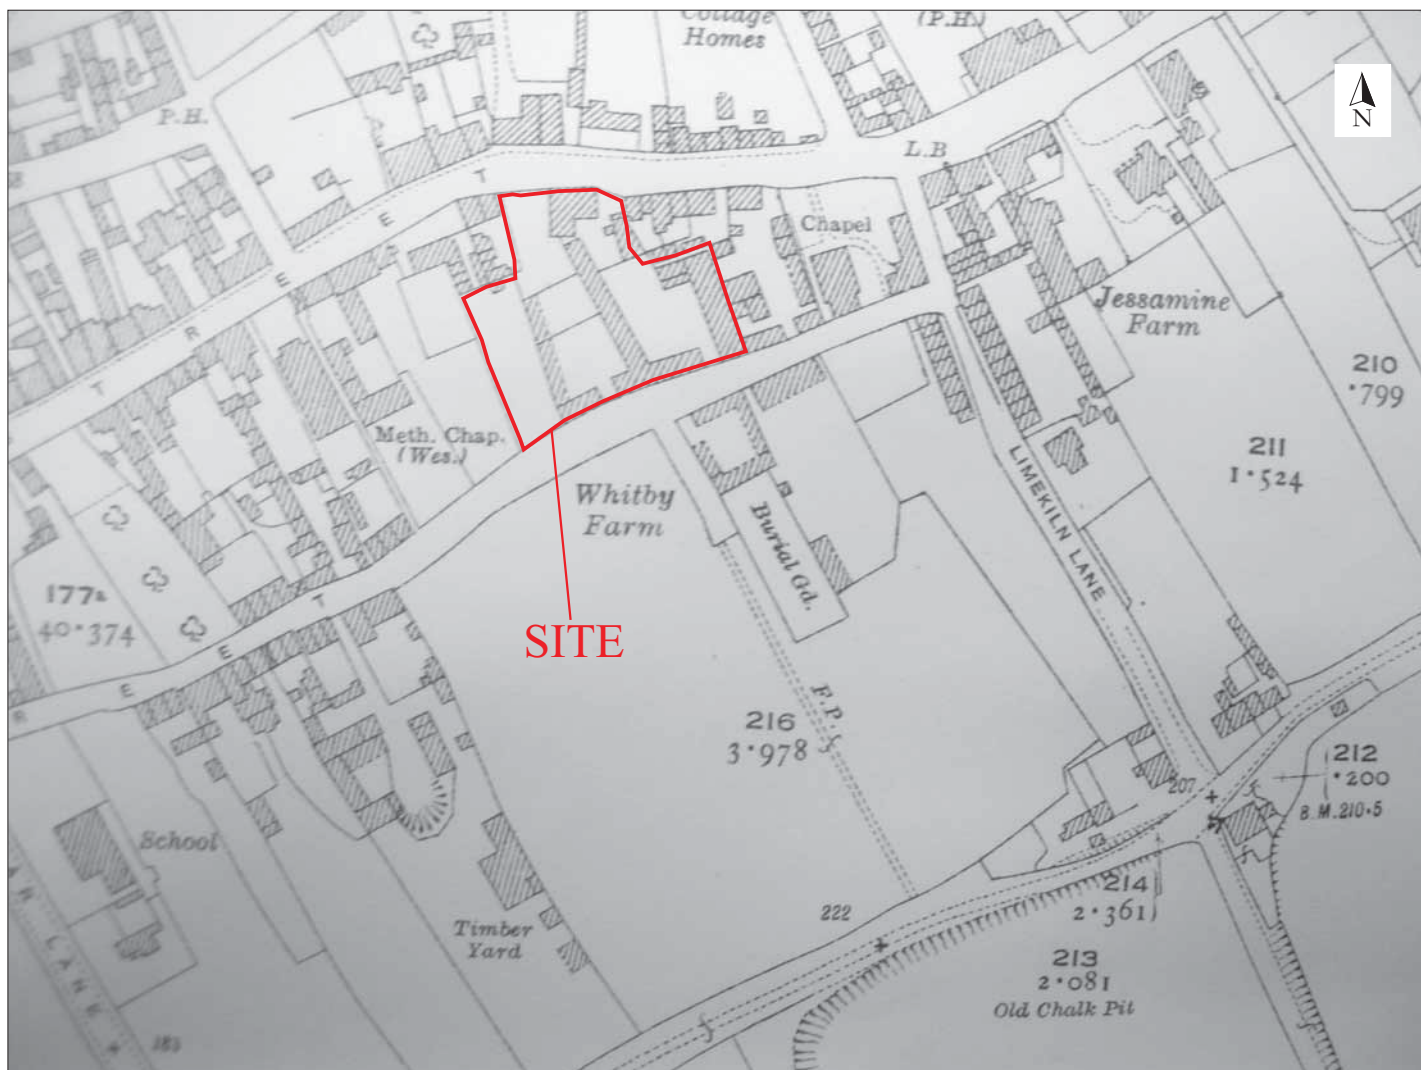 Cottage
Homes
(P.H.)
N
P.H.
L.B
S T R E E T
Chapel
Jessamine
Farm
210
·799
211
1·524
Meth. Chap.
(Wes.)
Whitby
Farm
Burial Gd.
LIMEKILN LANE
177a
40·374
SITE
R E E T
F.P.
216
3·978
212
·200
B.M.210·5
207
School
214
2·361
222
Timber
Yard
213
2·081
Old Chalk Pit
LANE